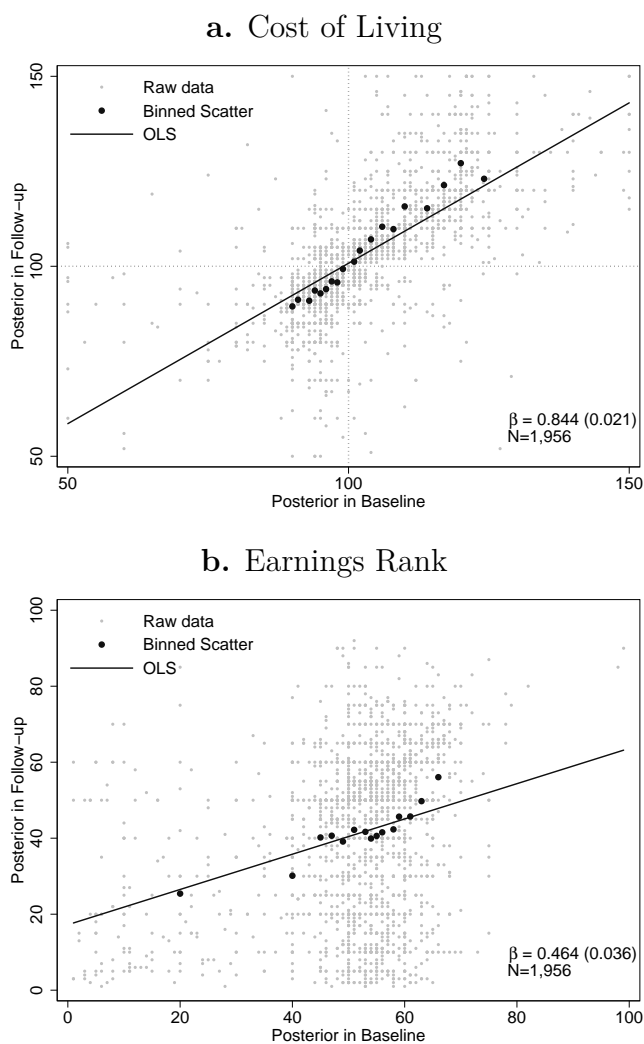 a. Cost of Living
150
100
50
Posterior in Follow−up
Raw data
Binned Scatter
OLS
β = 0.844 (0.021)
N=1,956
50
100
150
Posterior in Baseline
b. Earnings Rank
100
80
60
40
20
0
Posterior in Follow−up
Raw data
Binned Scatter
OLS
β = 0.464 (0.036)
N=1,956
0
20
40
60
80
100
Posterior in Baseline